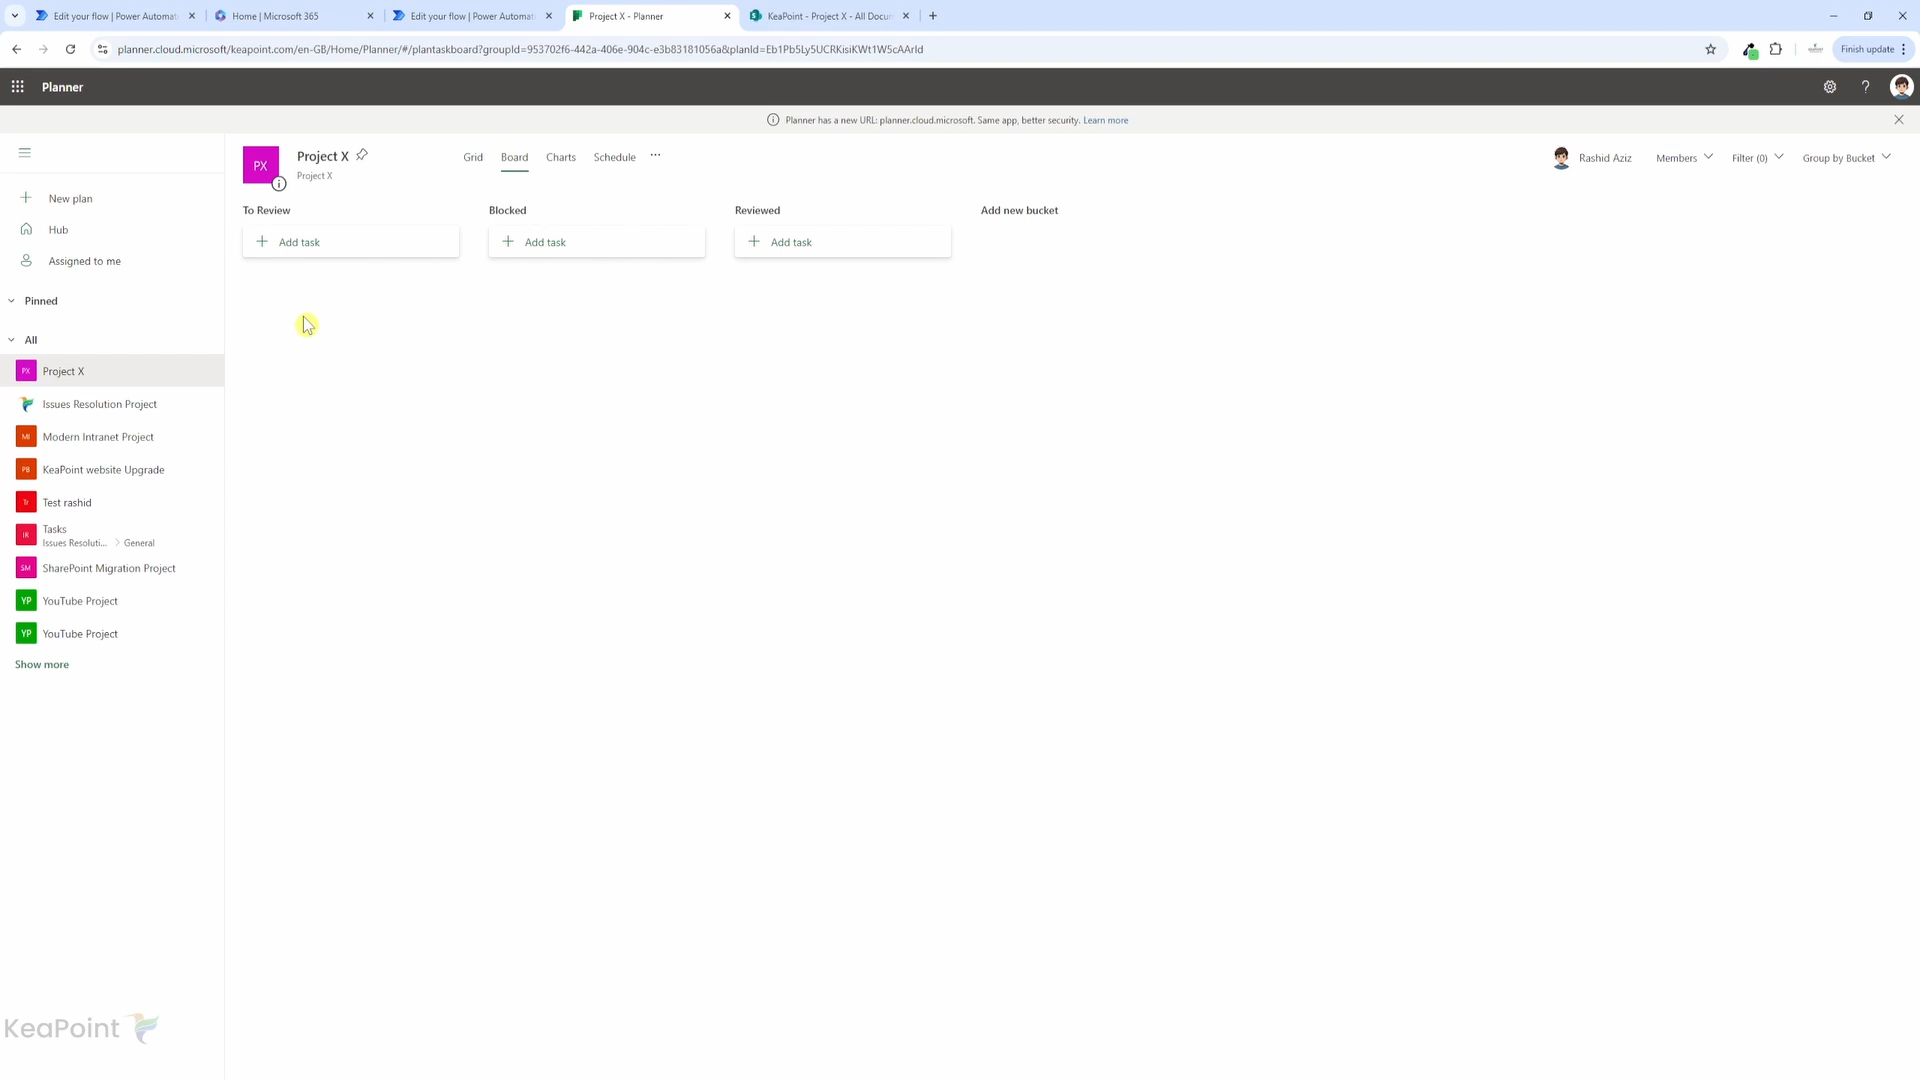 Edit your flow | Power Automat
Home | Microsoft 365
Edit your flow | Power Automat
Project X - Planner
KeaPoint - Project X - All Docun
planner.cloud.microsoft/keapoint.com/en-GB/Home/Planner/#/plantaskboard?groupId=953702f6-442a-406e-904c-e3b83181056a&planId=Eb1Pb5Ly5UCRKisiKWt1W5cAArId
Finish update
Planner
Planner has a new URL: planner.cloud.microsoft. Same app, better security. Learn more
PX
Project X
Project X
Grid
Board
Charts
Schedule
Rashid Aziz
Members
Filter (0)
Group by Bucket
New plan
Hub
Assigned to me
Pinned
All
PX Project X
Issues Resolution Project
MI Modern Intranet Project
KeaPoint website Upgrade
Tr Test rashid
IR Tasks
Issues Resoluti... > General
SM SharePoint Migration Project
YP YouTube Project
YP YouTube Project
Show more
To Review
Add task
Blocked
Add task
Reviewed
Add task
Add new bucket
KeaPoint